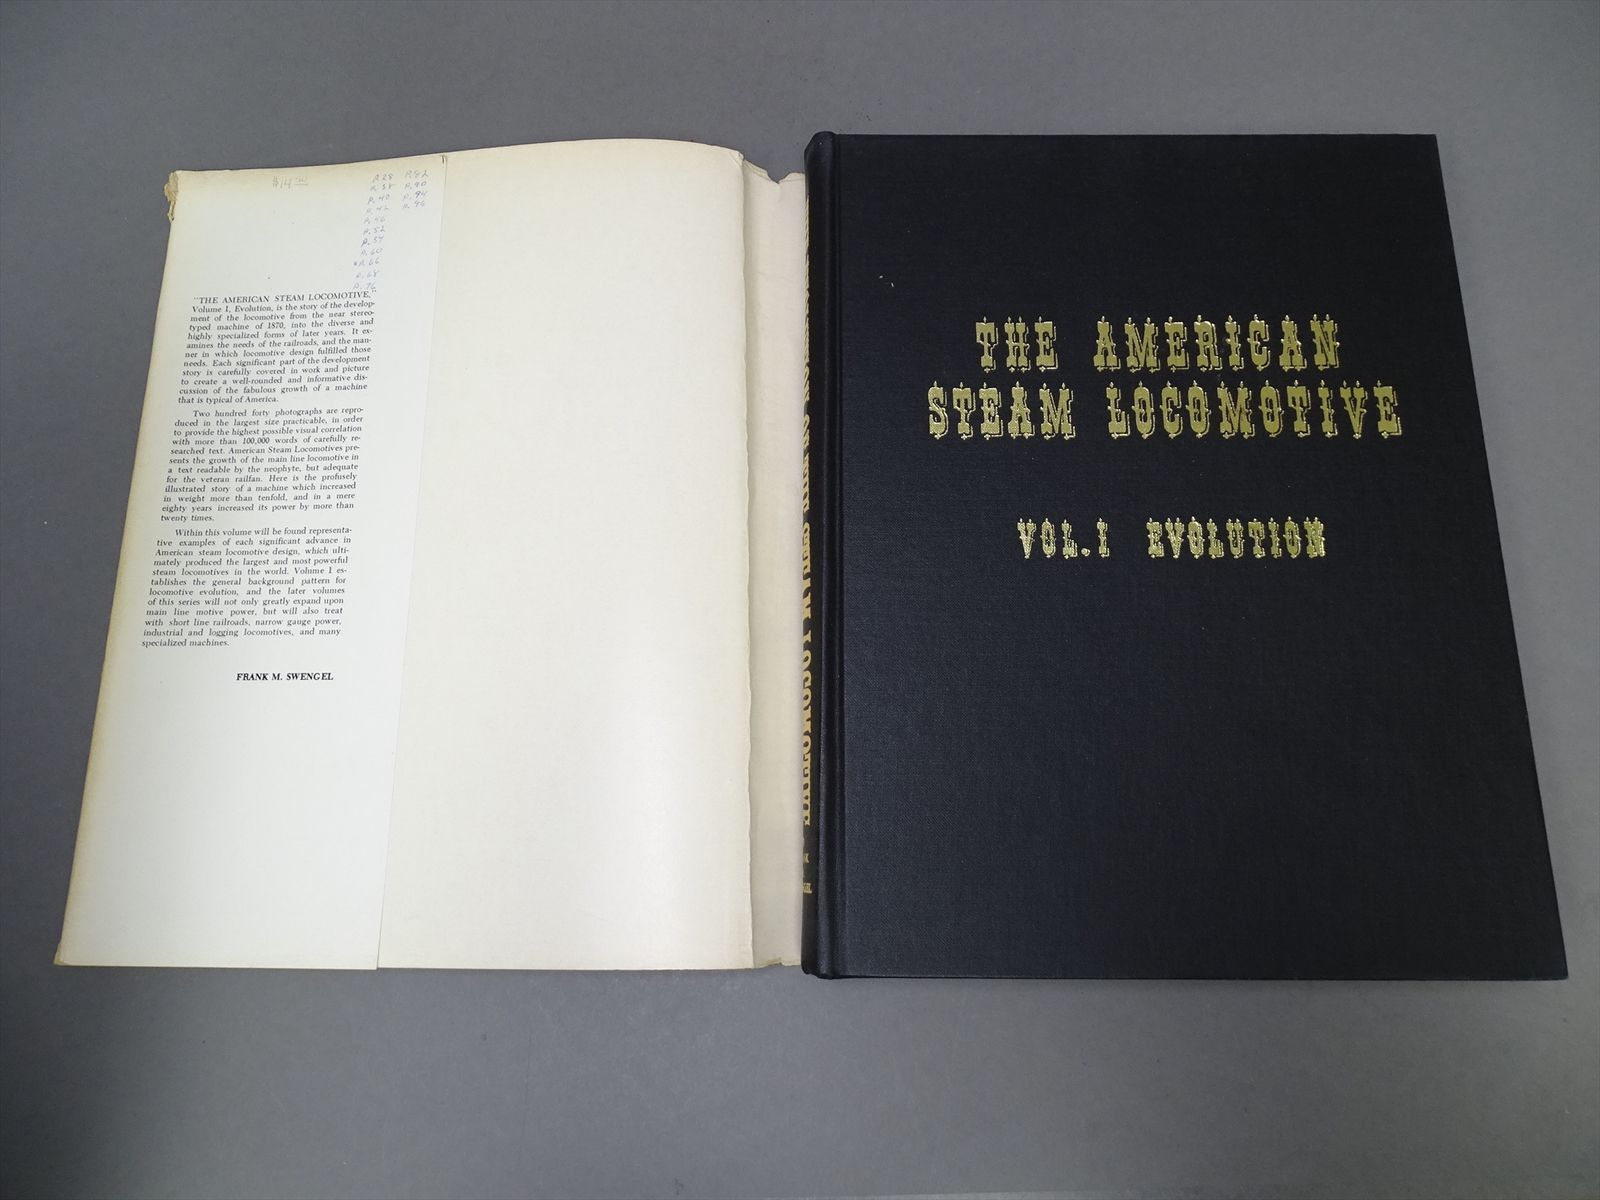 $14
P.28 P.82
P.38 P.90
P.40 P.94
P.42 P.96
P.46
P.52
P.54
P.60
*P.66
P.68
P.76
"THE AMERICAN STEAM LOCOMOTIVE,"
Volume 1, Evolution, is the story of the develop-
ment of the locomotive from the near stereo-
typed machine of 1870, into the diverse and
highly specialized forms of later years. It ex-
amines the needs of the railroads, and the man-
ner in which locomotive design fulfilled those
needs. Each significant part of the development
story is carefully covered in work and picture
to create a well-rounded and informative dis-
cussion of the fabulous growth of a machine
that is typical of America.
Two hundred forty photographs are repro-
duced in the largest size practicable, in order
to provide the highest possible visual correlation
with more than 100,000 words of carefully re-
searched text. American Steam Locomotives pre-
sents the growth of the main line locomotive in
a text readable by the neophyte, but adequate
for the veteran railfan. Here is the profusely
illustrated story of a machine which increased
in weight more than tenfold, and in a mere
eighty years increased its power by more than
twenty times.
Within this volume will be found representa-
tive examples of each significant advance in
American steam locomotive design, which ulti-
mately produced the largest and most powerful
steam locomotives in the world. Volume 1 es-
tablishes the general background pattern for
locomotive evolution, and the later volumes
of this series will not only greatly expand upon
main line motive power, but will also treat
with short line railroads, narrow gauge power,
industrial and logging locomotives, and many
specialized machines.
FRANK M. SWENGEL
THE AMERICAN
STEAM LOCOMOTIVE
VOL.I EVOLUTION